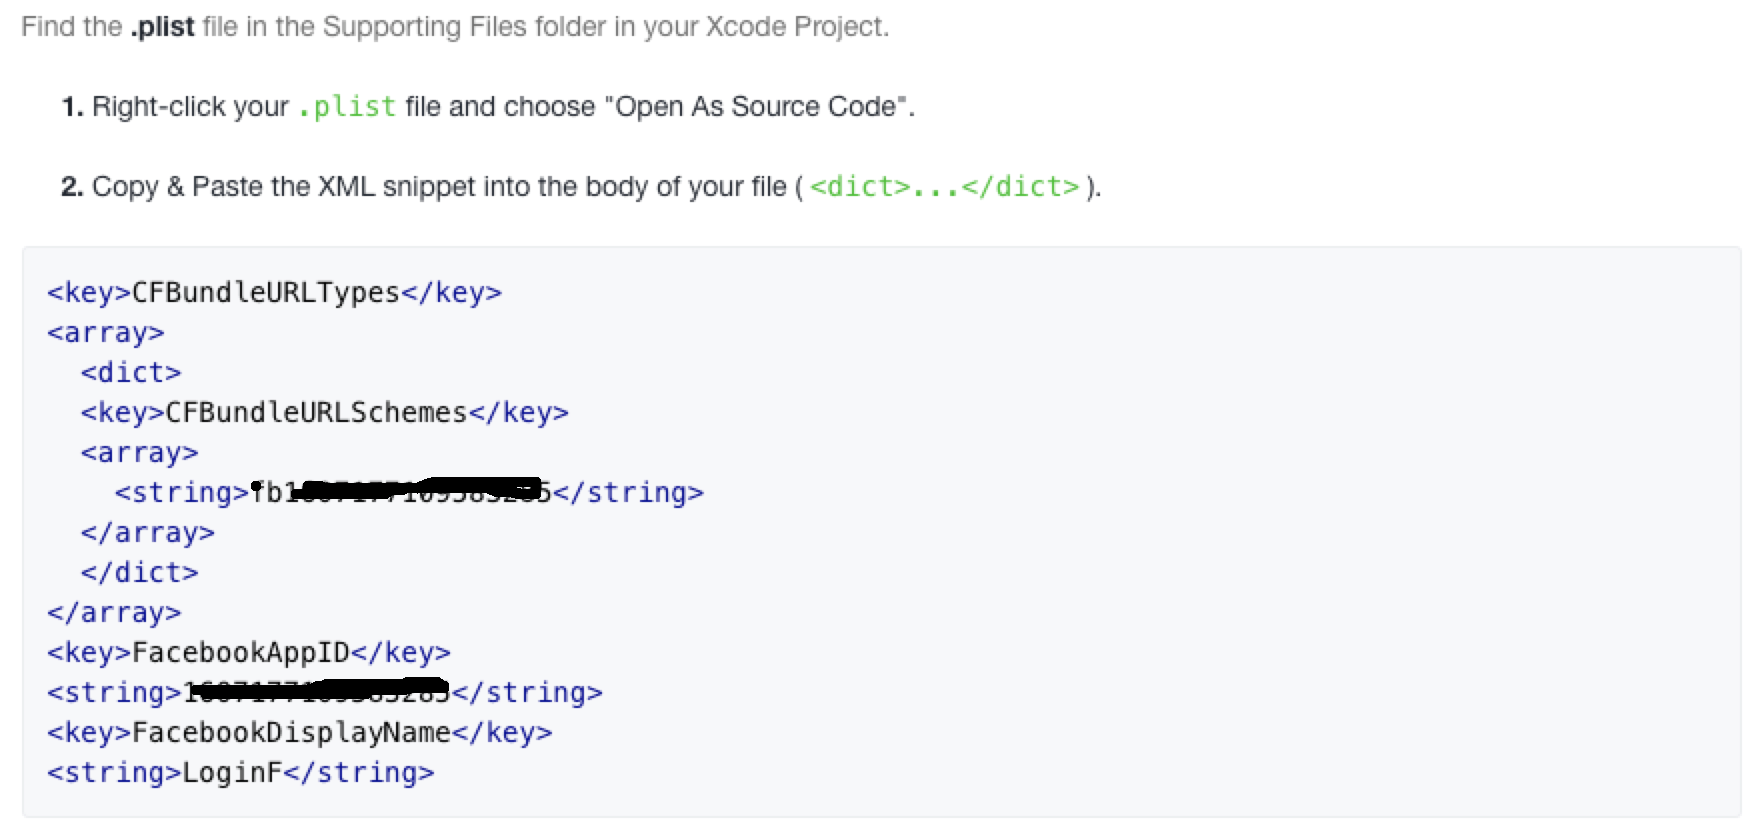 Find the .plist file in the Supporting Files folder in your Xcode Project.
1. Right-click your .plist file and choose "Open As Source Code".
2. Copy & Paste the XML snippet into the body of your file ( <dict>...</dict> ).
<key>CFBundleURLTypes</key>
<array>
<dict>
<key>CFBundleURLSchemes</key>
<array>
<string></string>
</array>
</dict>
</array>
<key>FacebookAppID</key>
<string></string>
<key>FacebookDisplayName</key>
<string>LoginF</string>